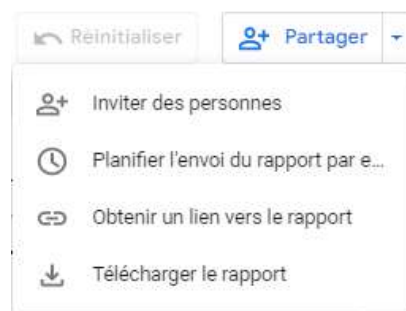 Réinitialiser
Partager
Inviter des personnes
Planifier l'envoi du rapport par e...
Obtenir un lien vers le rapport
Télécharger le rapport